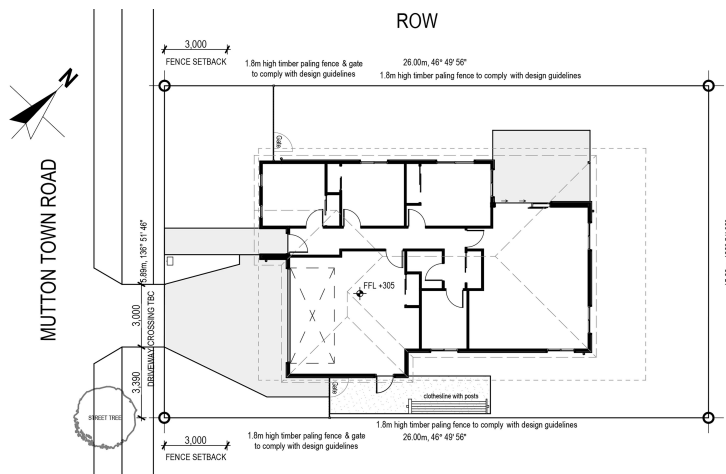 ROW
3,000
FENCE SETBACK
1.8m high timber paling fence & gate
to comply with design guidelines
26.00m, 46° 49' 56"
1.8m high timber paling fence to comply with design guidelines
N
Gate
MUTTON TOWN ROAD
5.89m, 136° 51' 46"
FFL +305
3,000
DRIVEWAY CROSSING TBC
3,390
STREET TREE
Gate
clothesline with posts
3,000
FENCE SETBACK
1.8m high timber paling fence & gate
to comply with design guidelines
1.8m high timber paling fence to comply with design guidelines
26.00m, 46° 49' 56"